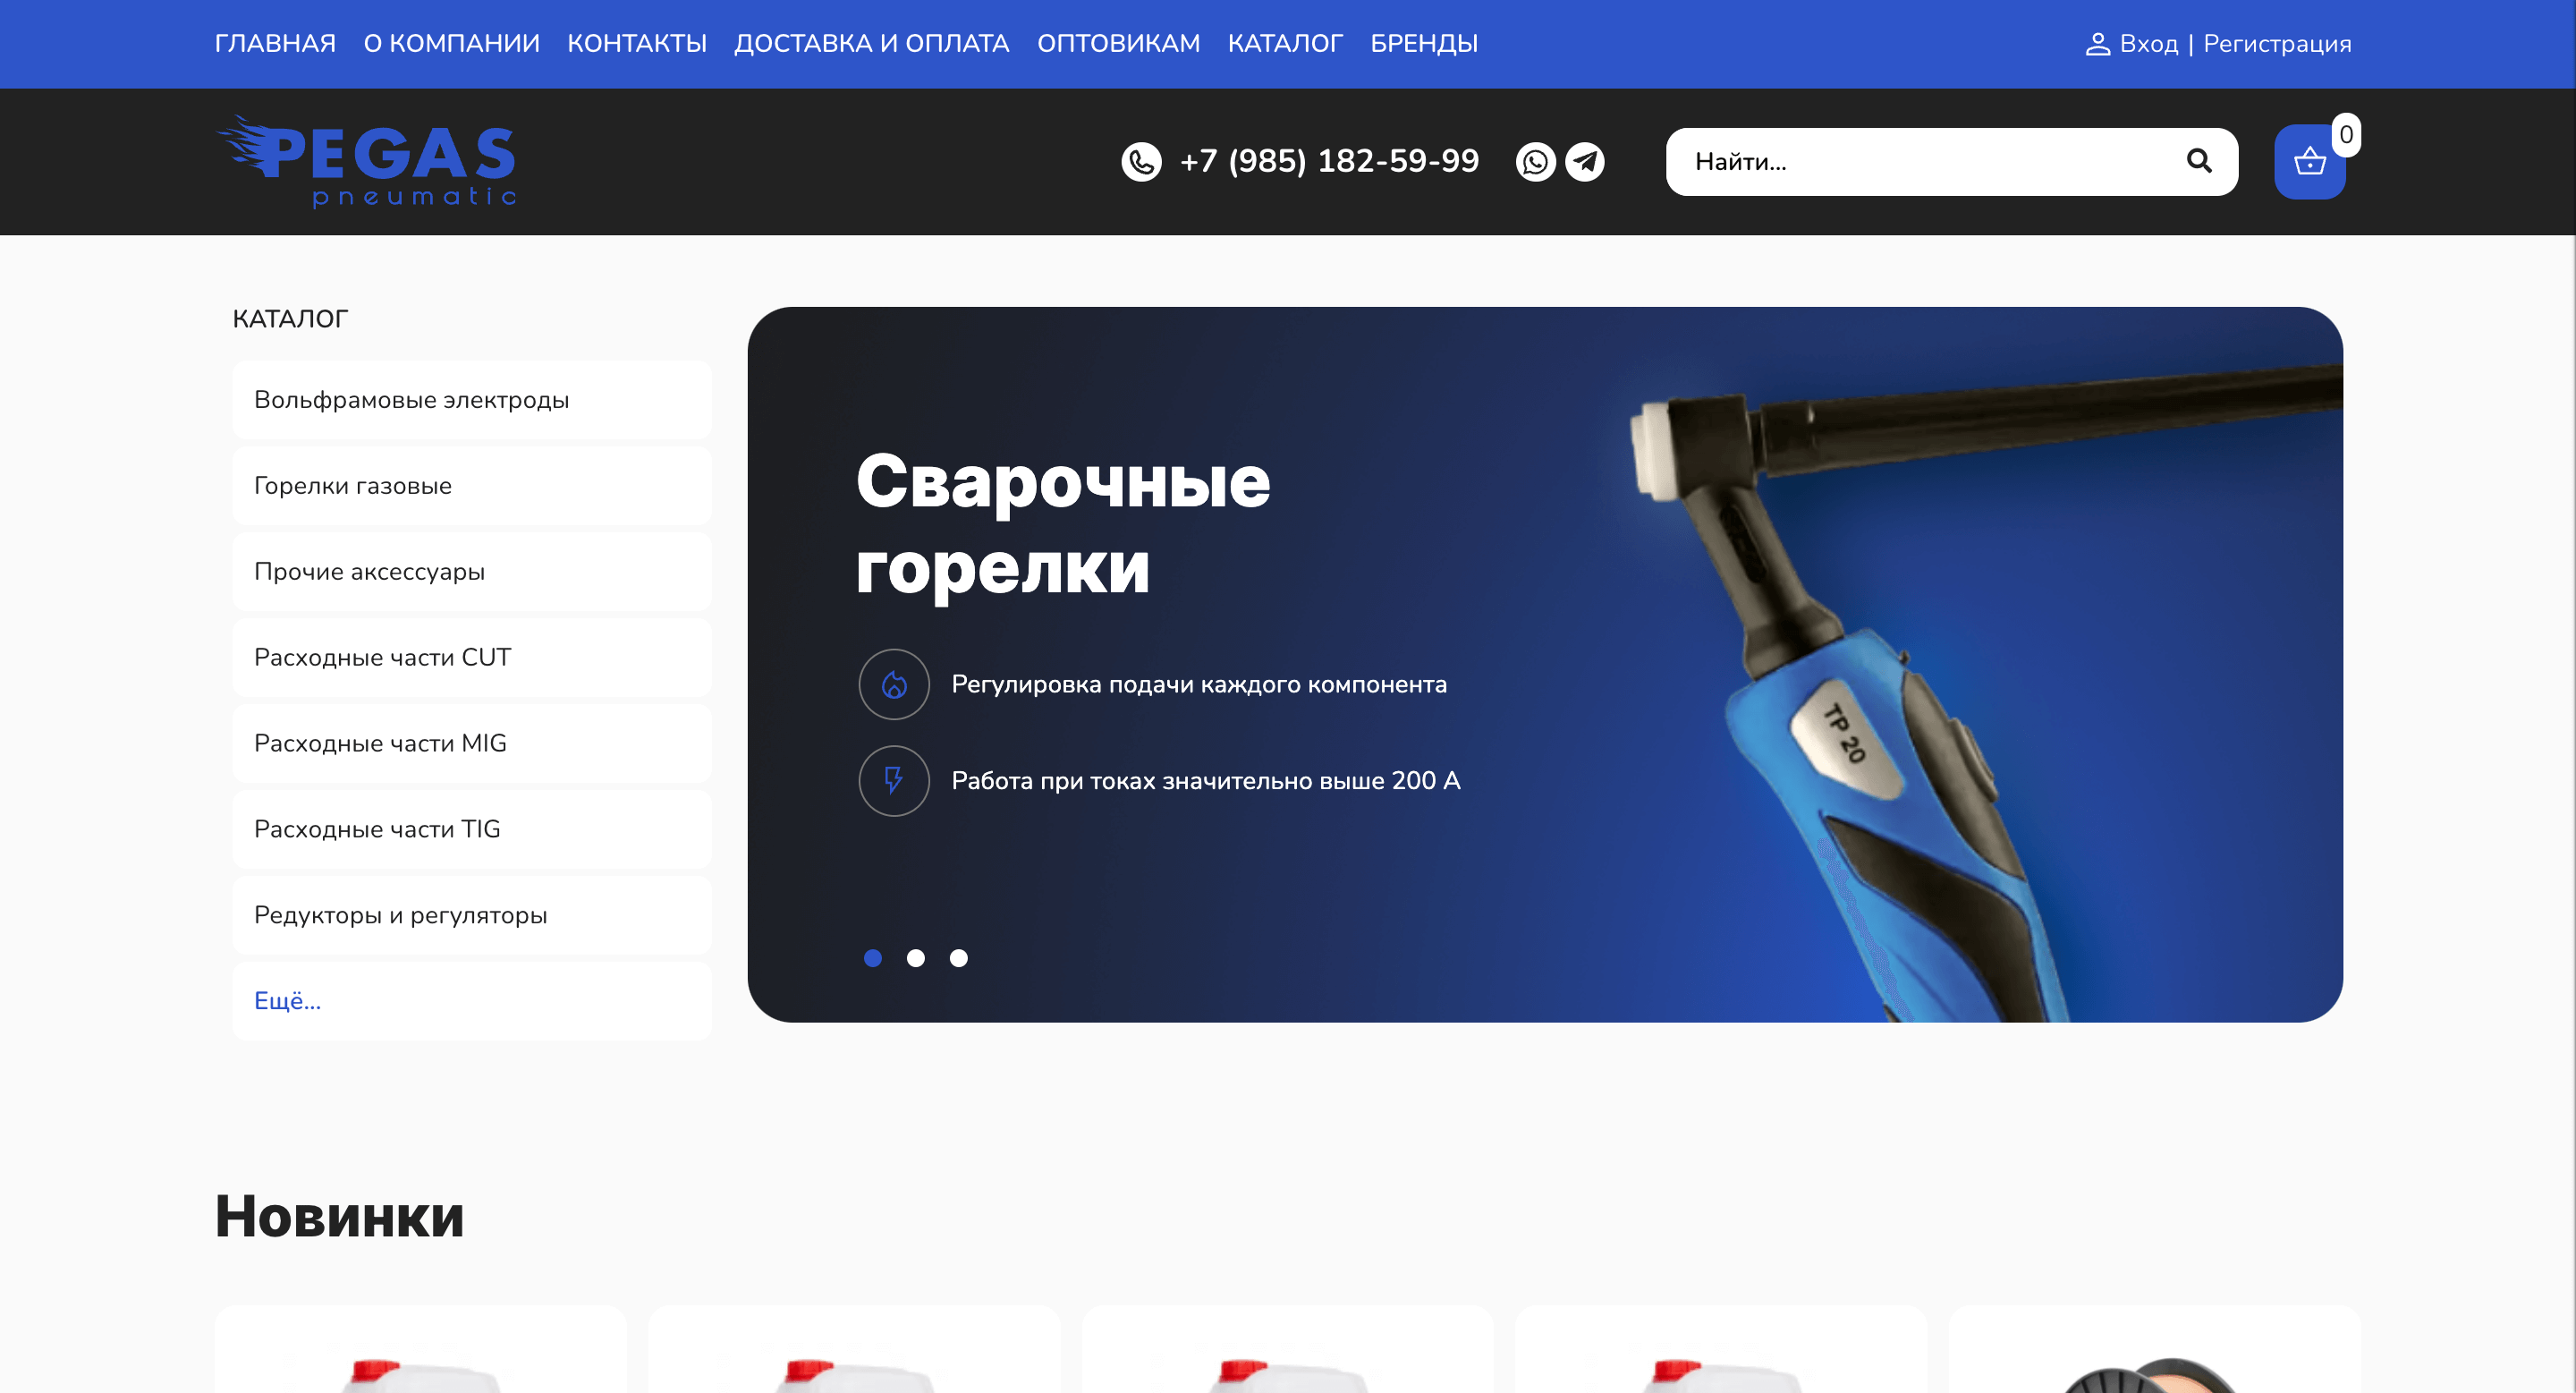 ГЛАВНАЯ О КОМПАНИИ КОНТАКТЫ ДОСТАВКА И ОПЛАТА ОПТОВИКАМ КАТАЛОГ БРЕНДЫ Вход | Регистрация
PEGAS
pneumatic
+7 (985) 182-59-99
Найти...
0
КАТАЛОГ
Вольфрамовые электроды
Горелки газовые
Прочие аксессуары
Расходные части CUT
Расходные части MIG
Расходные части TIG
Редукторы и регуляторы
Ещё...
Сварочные
горелки
Регулировка подачи каждого компонента
Работа при токах значительно выше 200 А
TP 20
Новинки